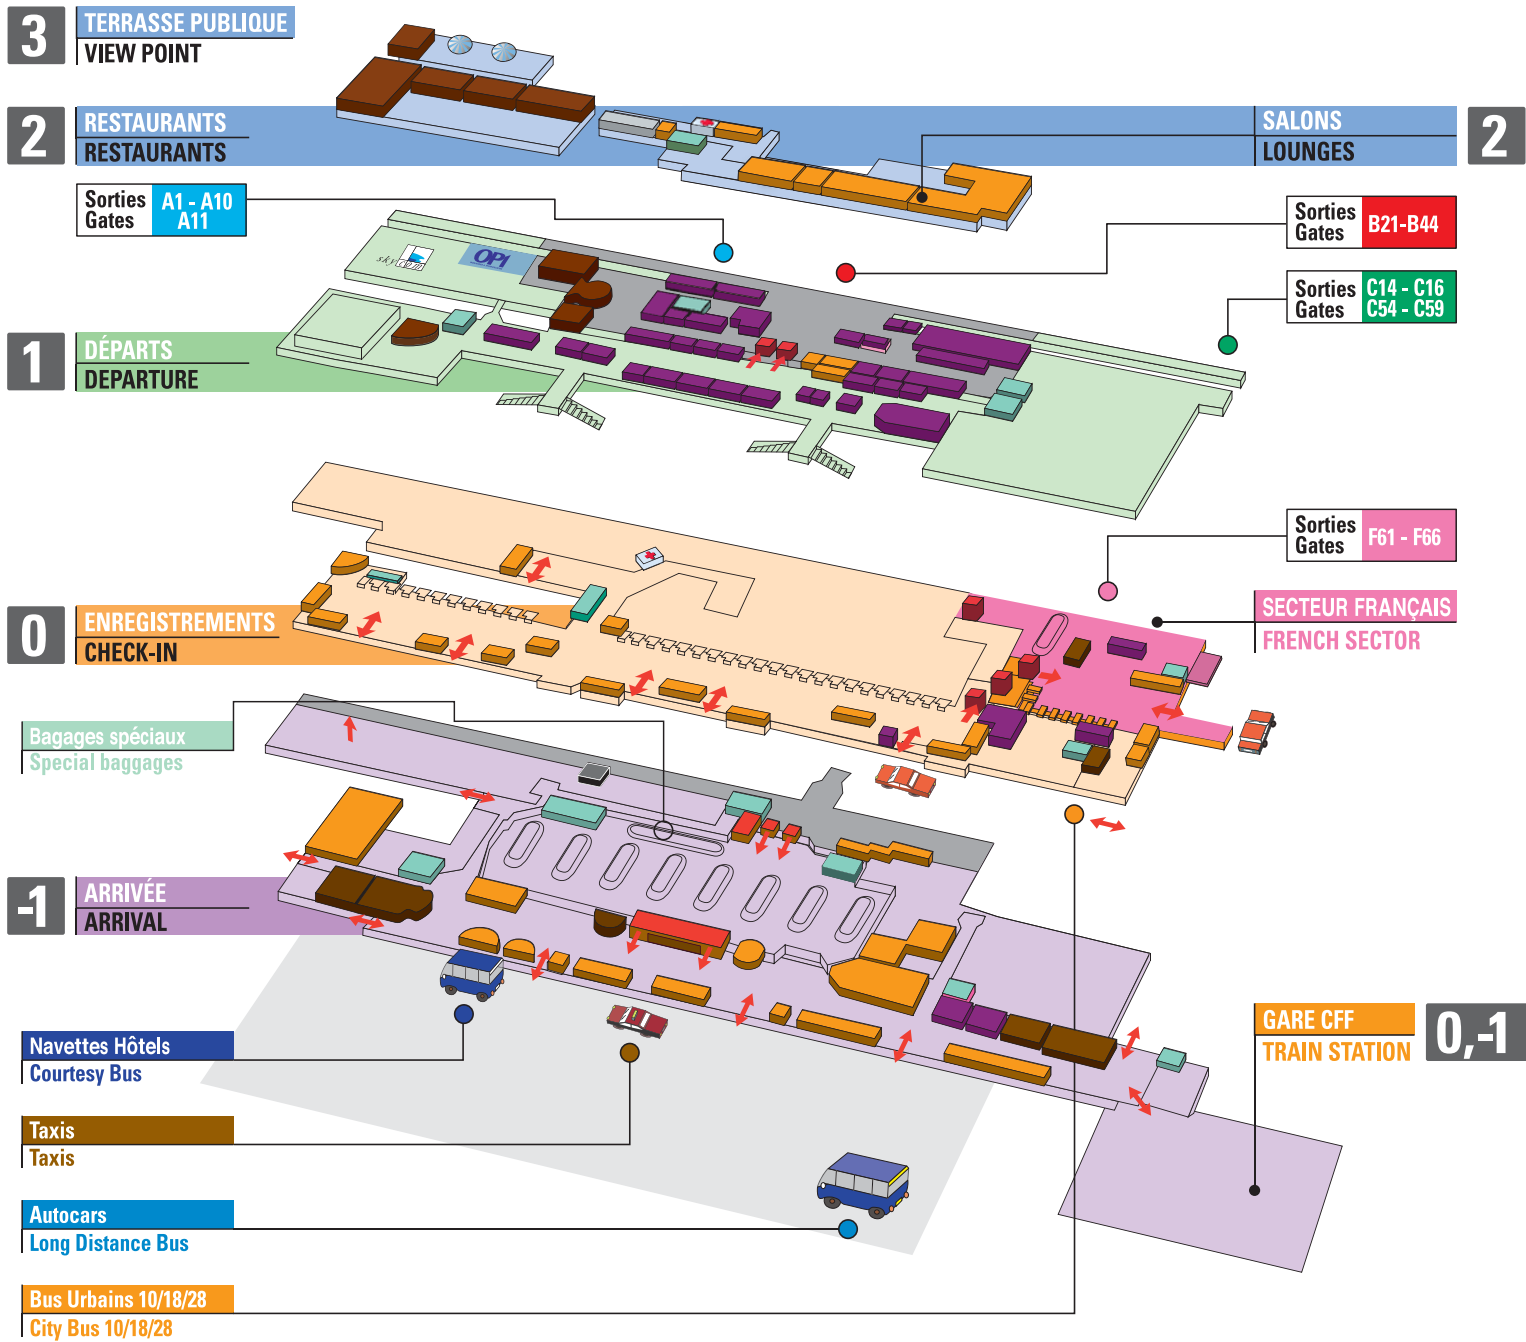 3
TERRASSE PUBLIQUE
VIEW POINT
2
RESTAURANTS
RESTAURANTS
SALONS
LOUNGES
2
Sorties
Gates
A1 - A10
A11
Sorties
Gates
B21-B44
Sorties
Gates
C14 - C16
C54 - C59
skycom
OPI
1
DÉPARTS
DEPARTURE
Sorties
Gates
F61 - F66
0
ENREGISTREMENTS
CHECK-IN
SECTEUR FRANÇAIS
FRENCH SECTOR
Bagages spéciaux
Special baggages
-1
ARRIVÉE
ARRIVAL
Navettes Hôtels
Courtesy Bus
GARE CFF
TRAIN STATION
0,-1
Taxis
Taxis
Autocars
Long Distance Bus
Bus Urbains 10/18/28
City Bus 10/18/28